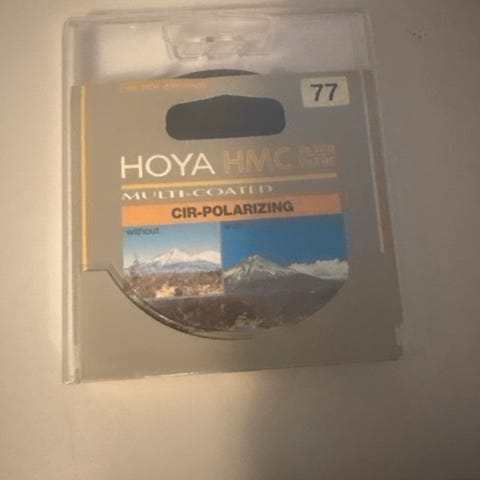 77
HOYA HMC
MULTI-COATED
CIR-POLARIZING
without